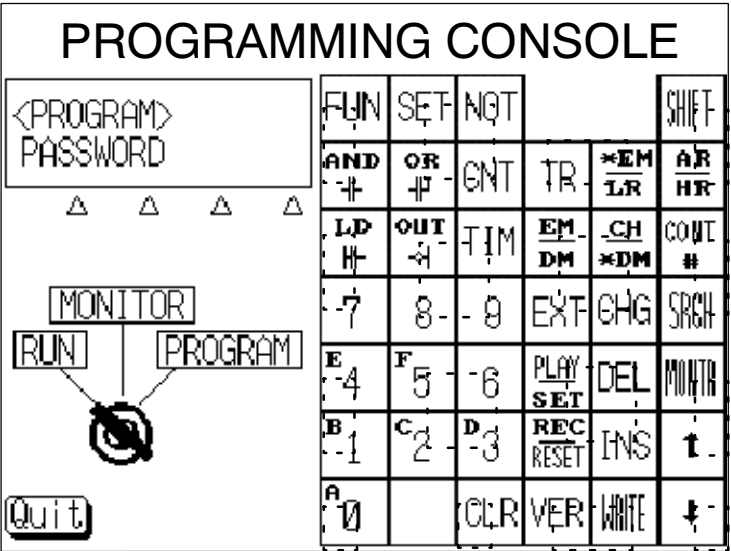 PROGRAMMING CONSOLE
<PROGRAM>
PASSWORD
MONITOR
RUN
PROGRAM
Quit
FUN SET NOT SHIFT
AND OR CNT TR *EM LR AR HR
LD OUT TIM EM DM CH *DM CONT #
7 8 9 EXT CHG SRCH
E 4 F 5 6 PLAY SET DEL MONTR
B 1 C 2 D 3 REC RESET INS ↑
A 0 CLR VER WRITE ↓